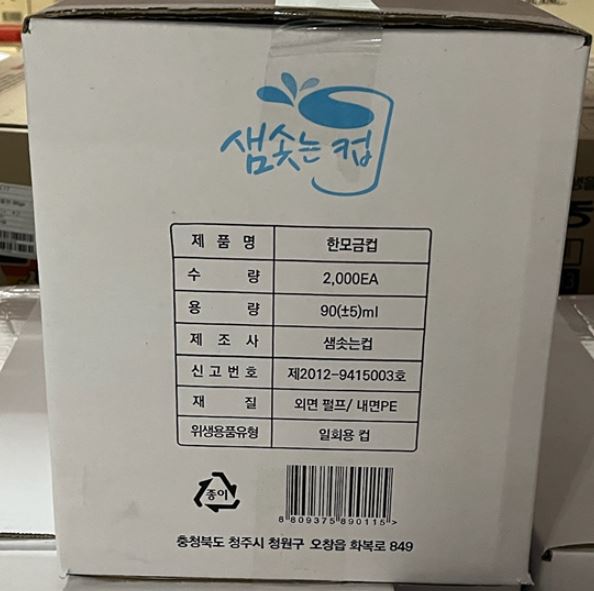 샘솟는 컵
제 품 명 한모금컵
수 량 2,000EA
용 량 90(±5)ml
제 조 사 샘솟는컵
신 고 번 호 제2012-9415003호
재 질 외면 펄프/ 내면PE
위생용품유형 일회용 컵
종이
8 809375 890115 >
충청북도 청주시 청원구 오창읍 화복로 849